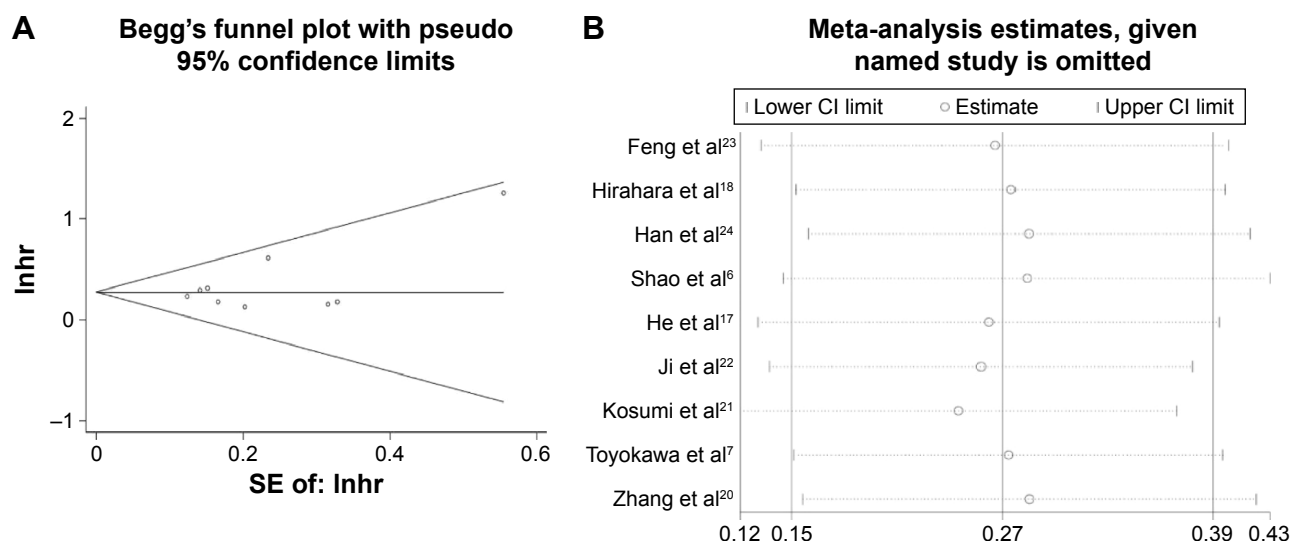 A
Begg's funnel plot with pseudo
95% confidence limits
2
1
0
–1
lnhr
0 0.2 0.4 0.6
SE of: lnhr
B
Meta-analysis estimates, given
named study is omitted
Lower CI limit Estimate Upper CI limit
Feng et al23
Hirahara et al18
Han et al24
Shao et al6
He et al17
Ji et al22
Kosumi et al21
Toyokawa et al7
Zhang et al20
0.12 0.15 0.27 0.39 0.43